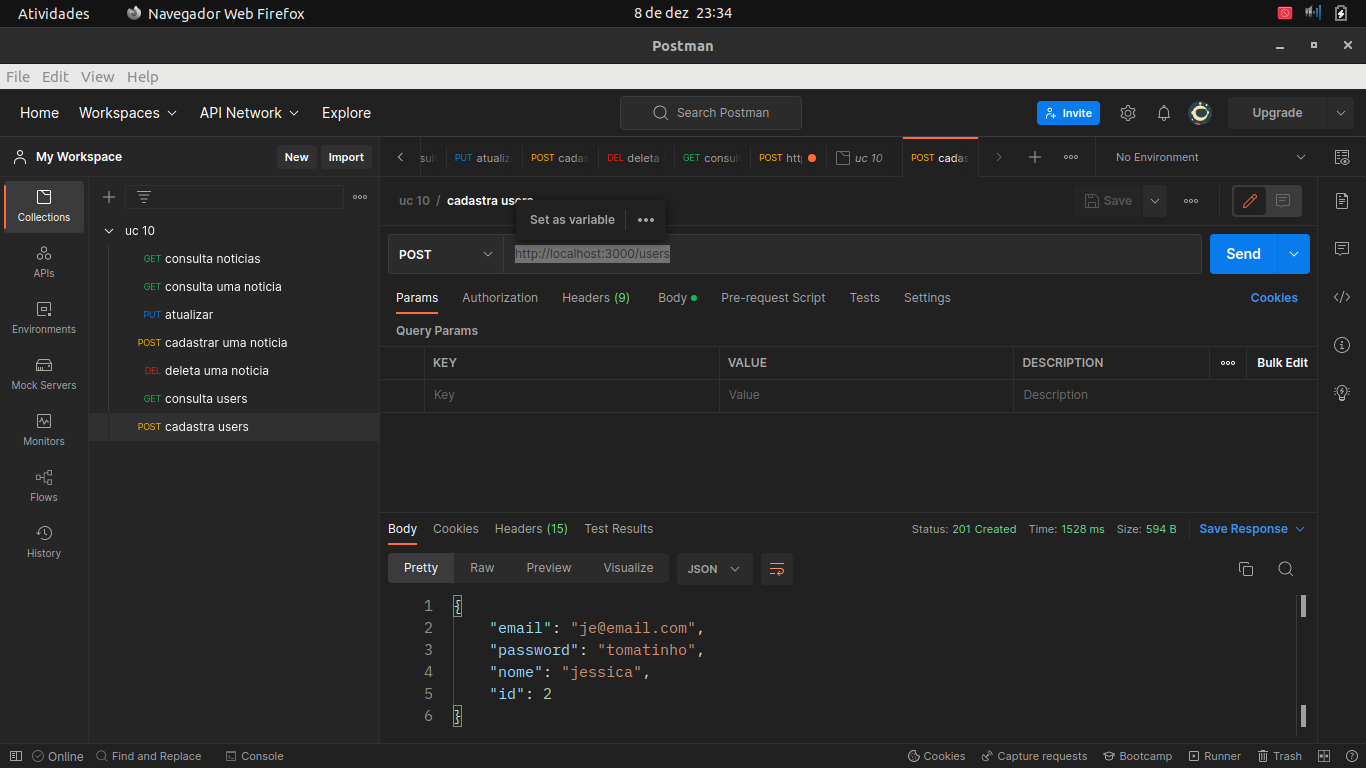 Atividades Navegador Web Firefox 8 de dez 23:34
Postman
File Edit View Help
Home Workspaces API Network Explore Search Postman Invite Upgrade
My Workspace New Import
PUT atualiz POST cadas DEL deleta GET consul POST htt uc 10 POST cadas No Environment
Collections
APIs
Environments
Mock Servers
Monitors
Flows
History
uc 10
GET consulta noticias
GET consulta uma noticia
PUT atualizar
POST cadastrar uma noticia
DEL deleta uma noticia
GET consulta users
POST cadastra users
uc 10 / cadastra users Save
Set as variable
POST http://localhost:3000/users Send
Params Authorization Headers (9) Body Pre-request Script Tests Settings Cookies
Query Params
KEY VALUE DESCRIPTION Bulk Edit
Key Value Description
Body Cookies Headers (15) Test Results Status: 201 Created Time: 1528 ms Size: 594 B Save Response
Pretty Raw Preview Visualize JSON
1 {
2 "email": "je@email.com",
3 "password": "tomatinho",
4 "nome": "jessica",
5 "id": 2
6 }
Online Find and Replace Console Cookies Capture requests Bootcamp Runner Trash